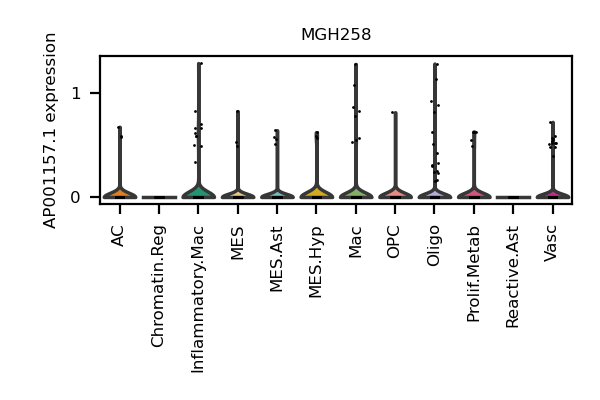 MGH258
AP001157.1 expression
1
0
AC
Chromatin.Reg
Inflammatory.Mac
MES
MES.Ast
MES.Hyp
Mac
OPC
Oligo
Prolif.Metab
Reactive.Ast
Vasc